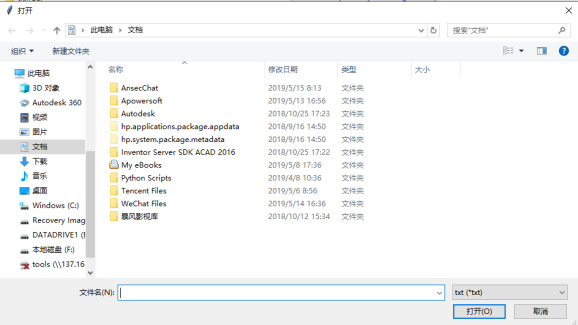 打开
此电脑 › 文档
搜索"文档"
组织
新建文件夹
名称 修改日期 类型 大小
此电脑
3D 对象
Autodesk 360
视频
图片
文档
下载
音乐
桌面
Windows (C:)
Recovery Imag
DATADRIVE1 (
本地磁盘 (F:)
tools (\\137.16
AnsecChat 2019/5/15 8:13 文件夹
Apowersoft 2019/5/13 16:56 文件夹
Autodesk 2018/10/25 17:23 文件夹
hp.applications.package.appdata 2018/9/16 14:50 文件夹
hp.system.package.metadata 2018/9/16 14:50 文件夹
Inventor Server SDK ACAD 2016 2018/10/25 17:22 文件夹
My eBooks 2019/5/8 17:36 文件夹
Python Scripts 2019/4/8 10:36 文件夹
Tencent Files 2019/5/6 8:56 文件夹
WeChat Files 2019/5/14 16:36 文件夹
暴风影视库 2018/10/12 15:34 文件夹
文件名(N):
txt (*txt)
打开(O)
取消